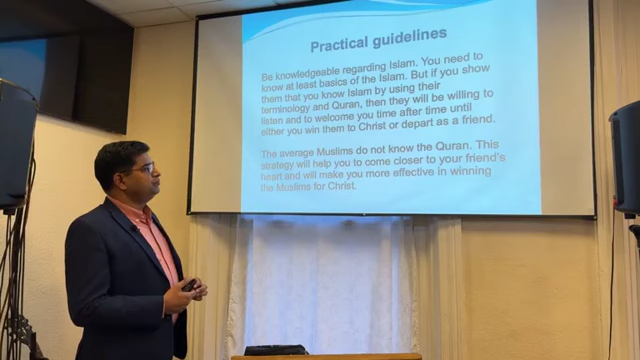 Practical guidelines
Be knowledgeable regarding Islam. You need to
know at least basics of the Islam. But if you show
them that you know Islam by using their
terminology and Quran, then they will be willing to
listen and to welcome you time after time until
either you win them to Christ or depart as a friend.
The average Muslims do not know the Quran. This
strategy will help you to come closer to your friend's
heart and will make you more effective in winning
the Muslims for Christ.